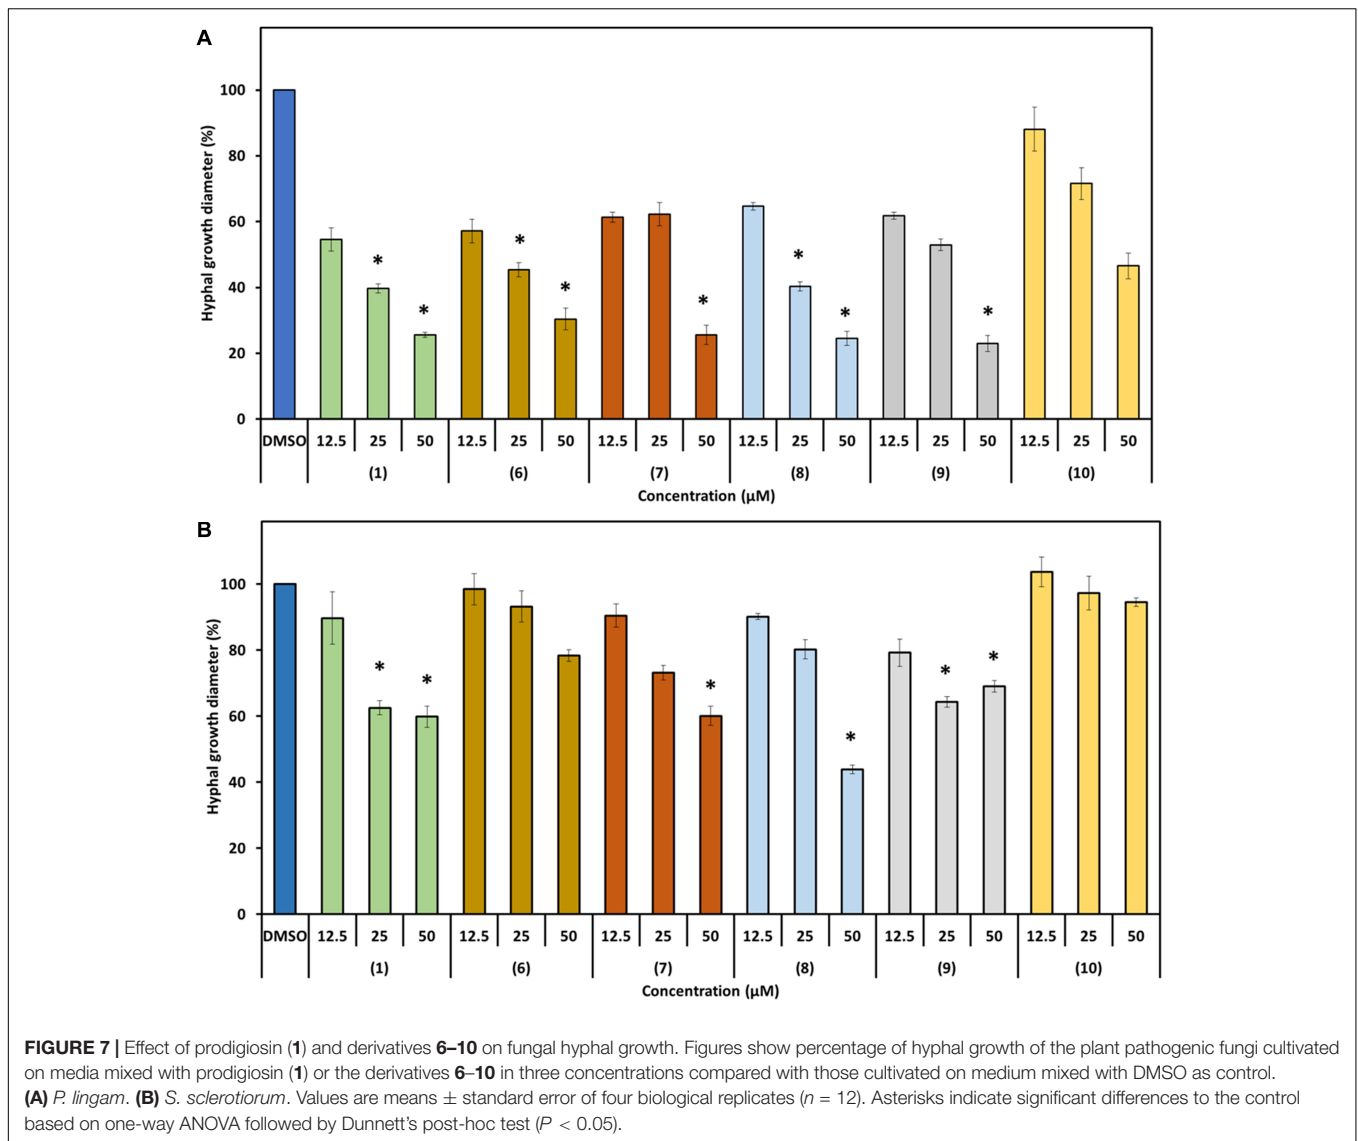 A
Hyphal growth diameter (%)
100
80
60
40
20
0
* * * * * * * * *
DMSO 12.5 25 50 12.5 25 50 12.5 25 50 12.5 25 50 12.5 25 50 12.5 25 50
(1) (6) (7) (8) (9) (10)
Concentration (µM)
B
Hyphal growth diameter (%)
100
80
60
40
20
0
* * * * * *
DMSO 12.5 25 50 12.5 25 50 12.5 25 50 12.5 25 50 12.5 25 50 12.5 25 50
(1) (6) (7) (8) (9) (10)
Concentration (µM)
FIGURE 7 | Effect of prodigiosin (1) and derivatives 6–10 on fungal hyphal growth. Figures show percentage of hyphal growth of the plant pathogenic fungi cultivated
on media mixed with prodigiosin (1) or the derivatives 6–10 in three concentrations compared with those cultivated on medium mixed with DMSO as control.
(A) P. lingam. (B) S. sclerotiorum. Values are means ± standard error of four biological replicates (n = 12). Asterisks indicate significant differences to the control
based on one-way ANOVA followed by Dunnett's post-hoc test (P < 0.05).